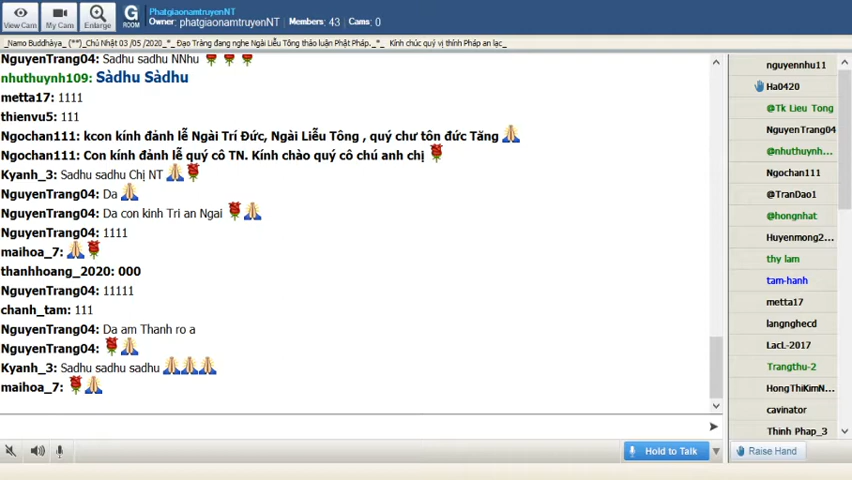 PhatgiaonamtruyenNT
Owner: phatgiaonamtruyenNT Members: 43 Cams: 0
View Cam My Cam Enlarge G ROOM
_Namo Buddhàya_ (**)_Chủ Nhật 03 /05 /2020_*_ Đạo Tràng đang nghe Ngài Liễu Tông thảo luận Phật Pháp._*_ Kính chúc quý vị thính Pháp an lạc_
NguyenTrang04: Sadhu sadhu NNhu
nhuthuynh109: Sàdhu Sàdhu
metta17: 1111
thienvu5: 111
Ngochan111: kcon kính đảnh lễ Ngài Trí Đức, Ngài Liễu Tông , quý chư tôn đức Tăng
Ngochan111: Con kính đảnh lễ quý cô TN. Kính chào quý cô chú anh chị
Kyanh_3: Sadhu sadhu Chị NT
NguyenTrang04: Da
NguyenTrang04: Da con kinh Tri an Ngai
NguyenTrang04: 1111
maihoa_7:
thanhhoang_2020: 000
NguyenTrang04: 11111
chanh_tam: 111
NguyenTrang04: Da am Thanh ro a
NguyenTrang04:
Kyanh_3: Sadhu sadhu sadhu
maihoa_7:
Hold to Talk
nguyennhu11
Ha0420
@Tk Lieu Tong
NguyenTrang04
@nhuthuynh...
Ngochan111
@TranDao1
@hongnhat
Huyenmong2...
thy lam
tam-hanh
metta17
langnghecd
LacL-2017
Trangthu-2
HongThiKimN...
cavinator
Thinh Phap_3
Raise Hand